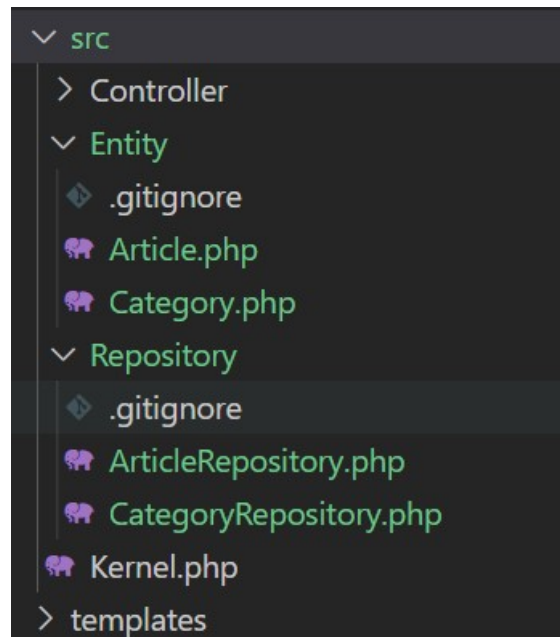 src
Controller
Entity
.gitignore
Article.php
Category.php
Repository
.gitignore
ArticleRepository.php
CategoryRepository.php
Kernel.php
templates